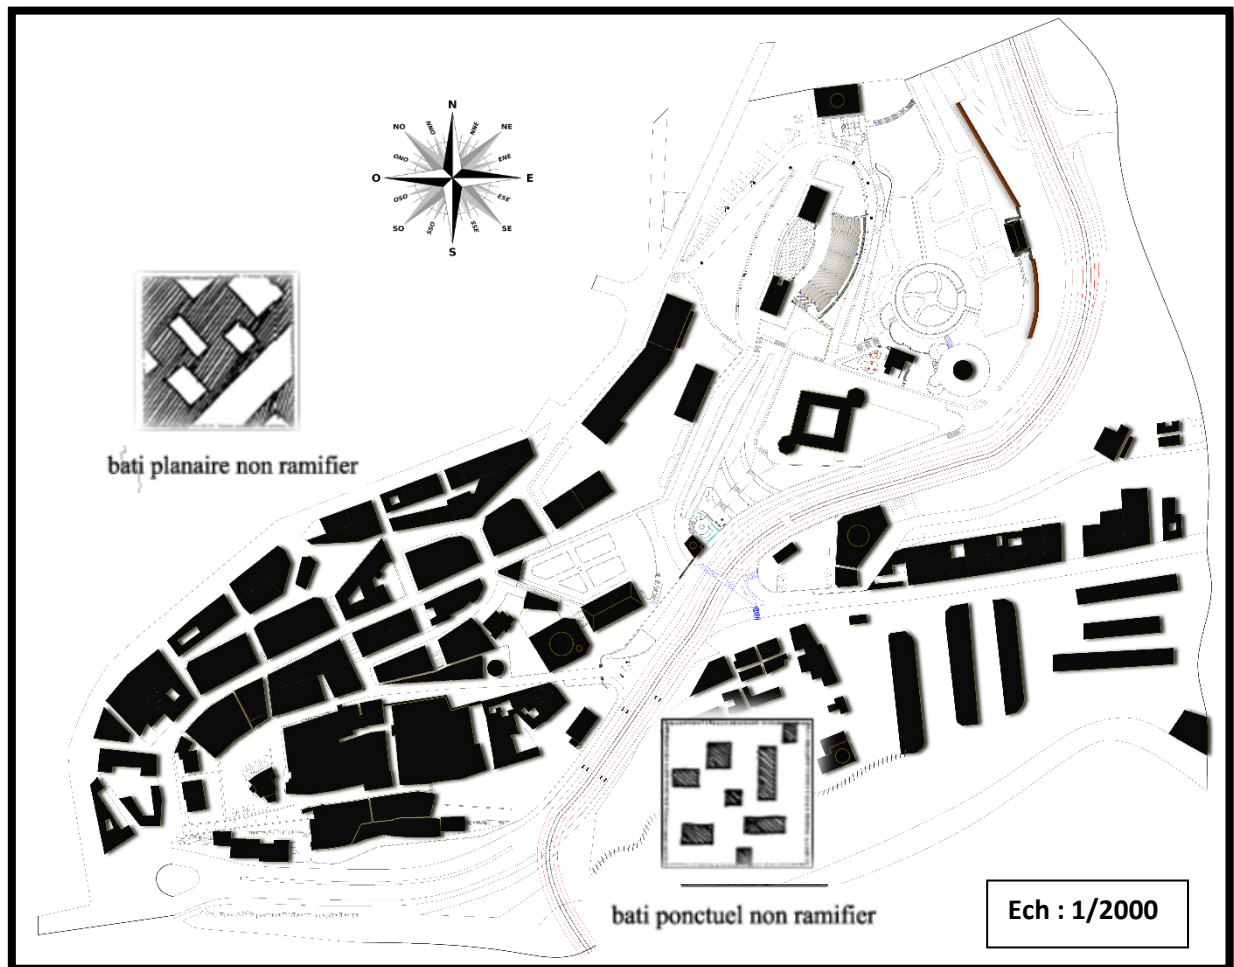 N
NNO
NNE
NO
NE
ONO
ENE
O
E
OSO
ESE
SO
SE
SSO
SSE
S
bati planaire non ramifier
bati ponctuel non ramifier
Ech : 1/2000